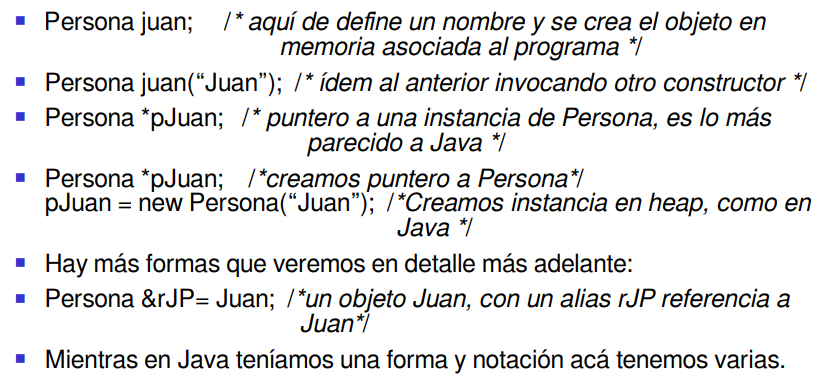 ▪ Persona juan; /* aquí de define un nombre y se crea el objeto en
memoria asociada al programa */
▪ Persona juan(“Juan”); /* ídem al anterior invocando otro constructor */
▪ Persona *pJuan; /* puntero a una instancia de Persona, es lo más
parecido a Java */
▪ Persona *pJuan; /*creamos puntero a Persona*/
pJuan = new Persona(“Juan”); /*Creamos instancia en heap, como en
Java */
▪ Hay más formas que veremos en detalle más adelante:
▪ Persona &rJP= Juan; /*un objeto Juan, con un alias rJP referencia a
Juan*/
▪ Mientras en Java teníamos una forma y notación acá tenemos varias.